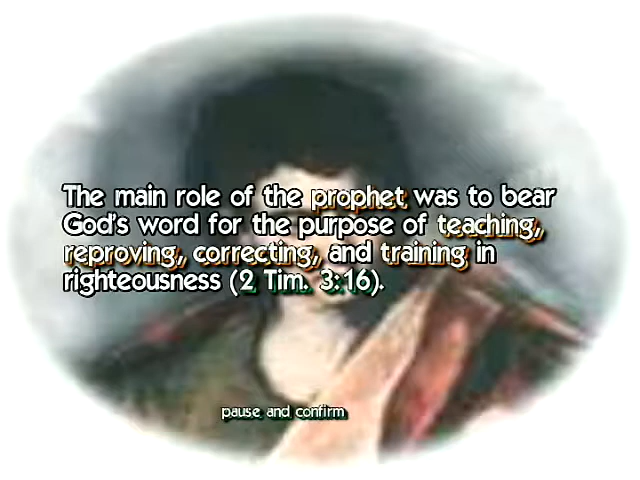 The main role of the prophet was to bear
God's word for the purpose of teaching,
reproving, correcting, and training in
righteousness (2 Tim. 3:16).
pause and confirm